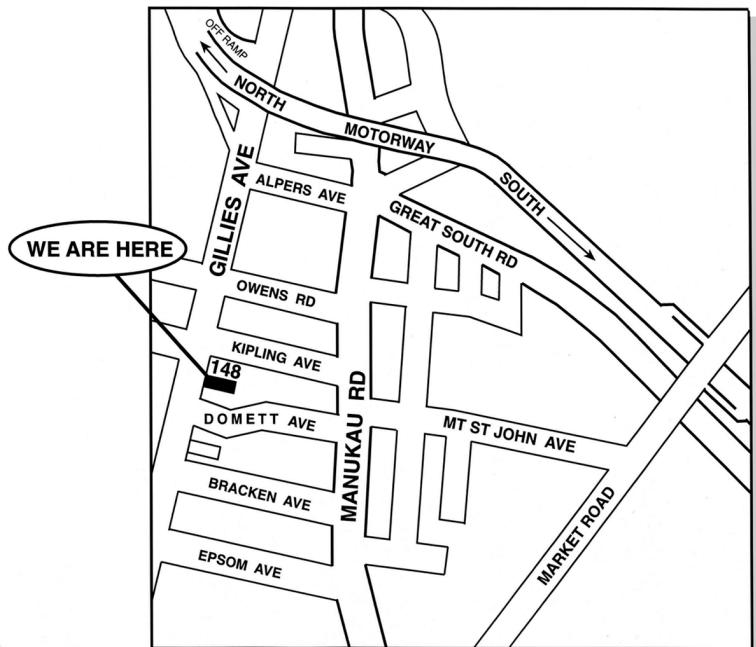 OFF RAMP
NORTH
MOTORWAY
SOUTH
GILLIES AVE
ALPERS AVE
GREAT SOUTH RD
WE ARE HERE
OWENS RD
KIPLING AVE
148
DOMETT AVE
MANUKAU RD
MT ST JOHN AVE
BRACKEN AVE
MARKET ROAD
EPSOM AVE